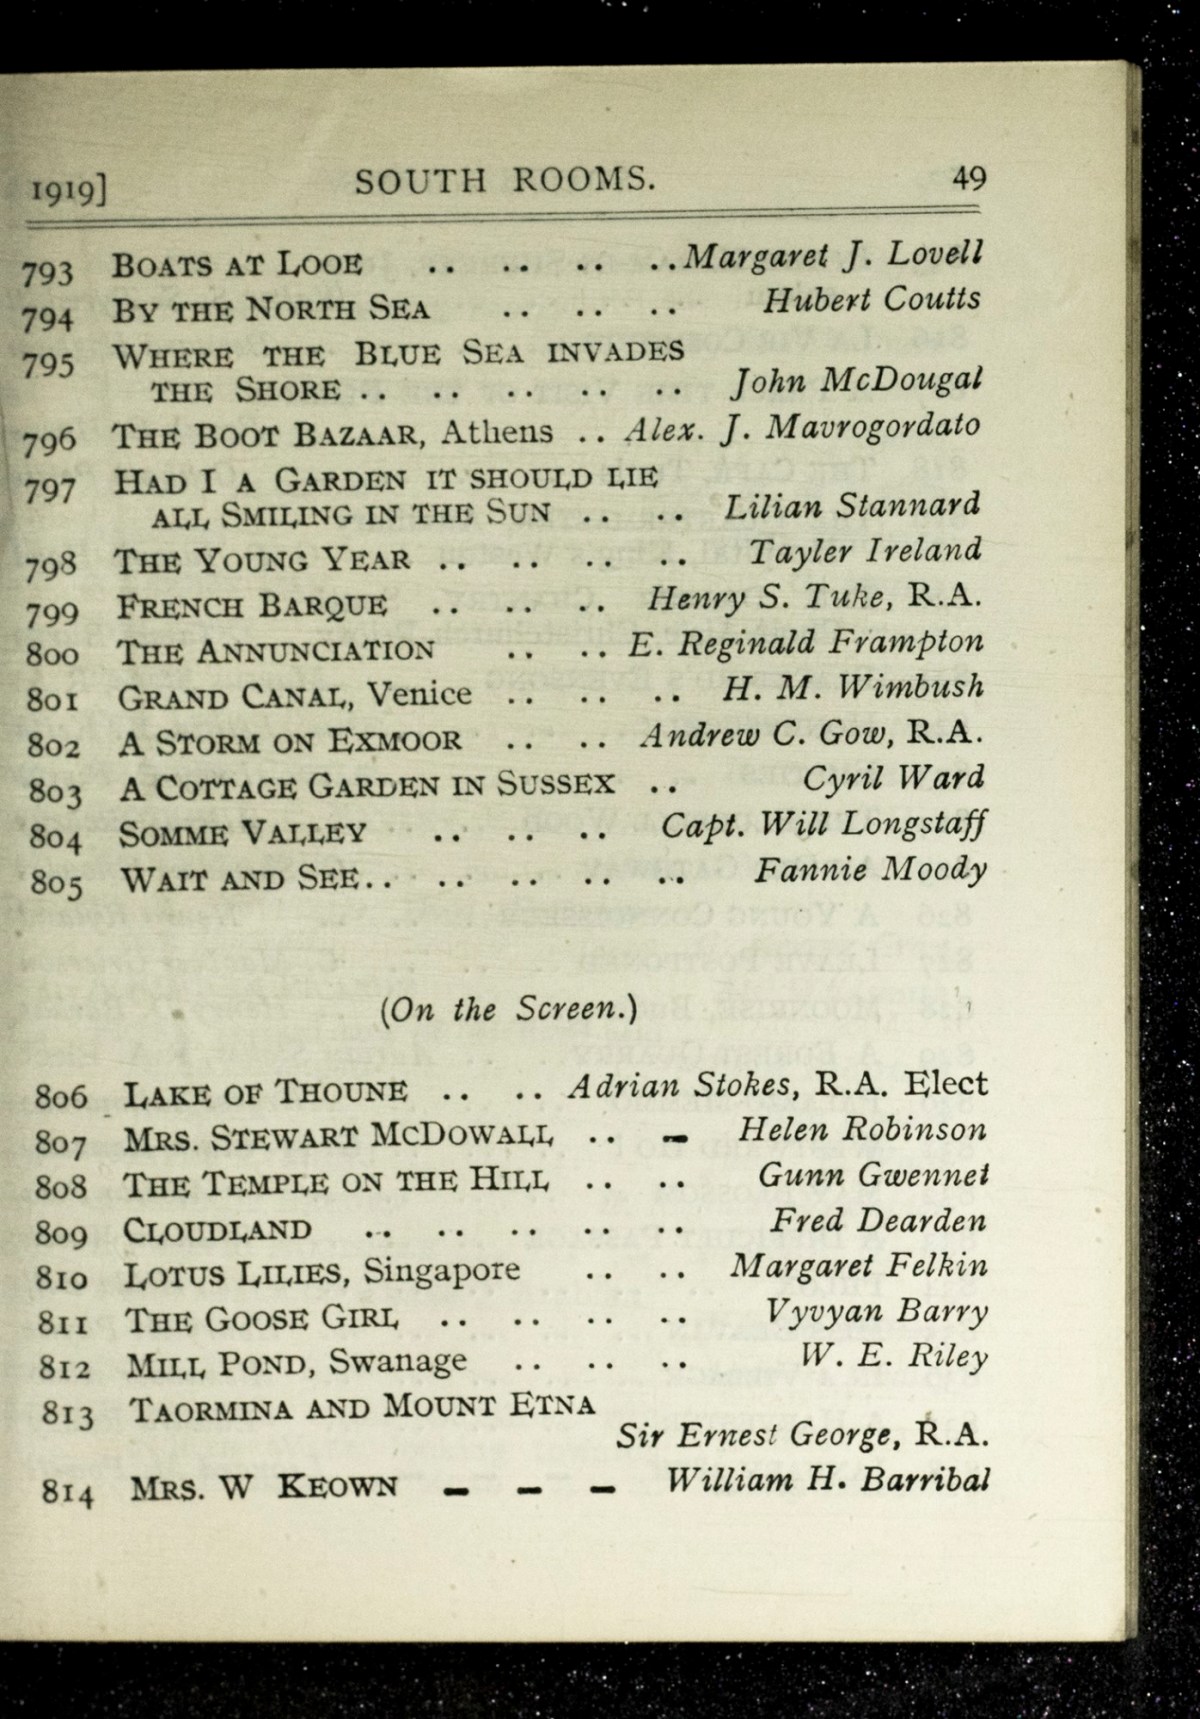 1919] SOUTH ROOMS. 49
793 BOATS AT LOOE .. .. .. .. Margaret J. Lovell
794 BY THE NORTH SEA .. .. .. Hubert Coutts
795 WHERE THE BLUE SEA INVADES
THE SHORE .. .. .. .. .. John McDougal
796 THE BOOT BAZAAR, Athens .. Alex. J. Mavrogordato
797 HAD I A GARDEN IT SHOULD LIE
ALL SMILING IN THE SUN .. .. Lilian Stannard
798 THE YOUNG YEAR .. .. .. .. Tayler Ireland
799 FRENCH BARQUE .. .. .. Henry S. Tuke, R.A.
800 THE ANNUNCIATION .. .. E. Reginald Frampton
801 GRAND CANAL, Venice .. .. .. H. M. Wimbush
802 A STORM ON EXMOOR .. .. Andrew C. Gow, R.A.
803 A COTTAGE GARDEN IN SUSSEX .. Cyril Ward
804 SOMME VALLEY .. .. .. Capt. Will Longstaff
805 WAIT AND SEE .. .. .. .. .. Fannie Moody
(On the Screen.)
806 LAKE OF THOUNE .. .. Adrian Stokes, R.A. Elect
807 MRS. STEWART MCDOWALL .. - Helen Robinson
808 THE TEMPLE ON THE HILL .. .. Gunn Gwennet
809 CLOUDLAND .. .. .. .. .. Fred Dearden
810 LOTUS LILIES, Singapore .. .. Margaret Felkin
811 THE GOOSE GIRL .. .. .. .. Vyvyan Barry
812 MILL POND, Swanage .. .. .. W. E. Riley
813 TAORMINA AND MOUNT ETNA
Sir Ernest George, R.A.
814 MRS. W KEOWN - - - William H. Barribal